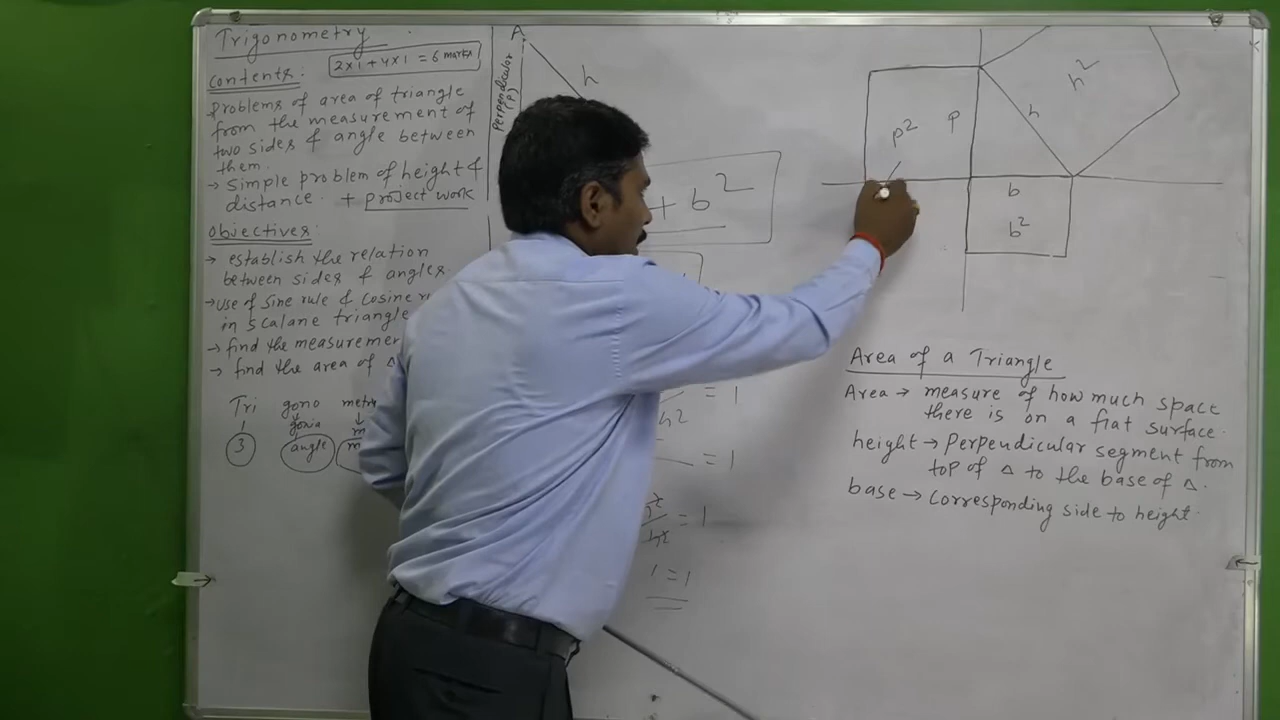 Trigonometry
2x1 + 4x1 = 6 marks
Contents:
problems of area of triangle
from the measurement of
two sides & angle between
them.
→ Simple problem of height &
distance. + project work
Objectives:
→ establish the relation
between sides & angles
→ use of sine rule & cosine
in scalane triangle
→ find the
→ find the area of Δ
Tri gono
gonia
3 angle
A
Perpendicular
(P)
h
+ b²
= 1
h²
= 1
= 1
1 = 1
p²
p
h
h²
b
b²
Area of a Triangle
Area → measure of how much space
there is on a flat surface.
height → Perpendicular segment from
top of Δ to the base of Δ.
base → Corresponding side to height.